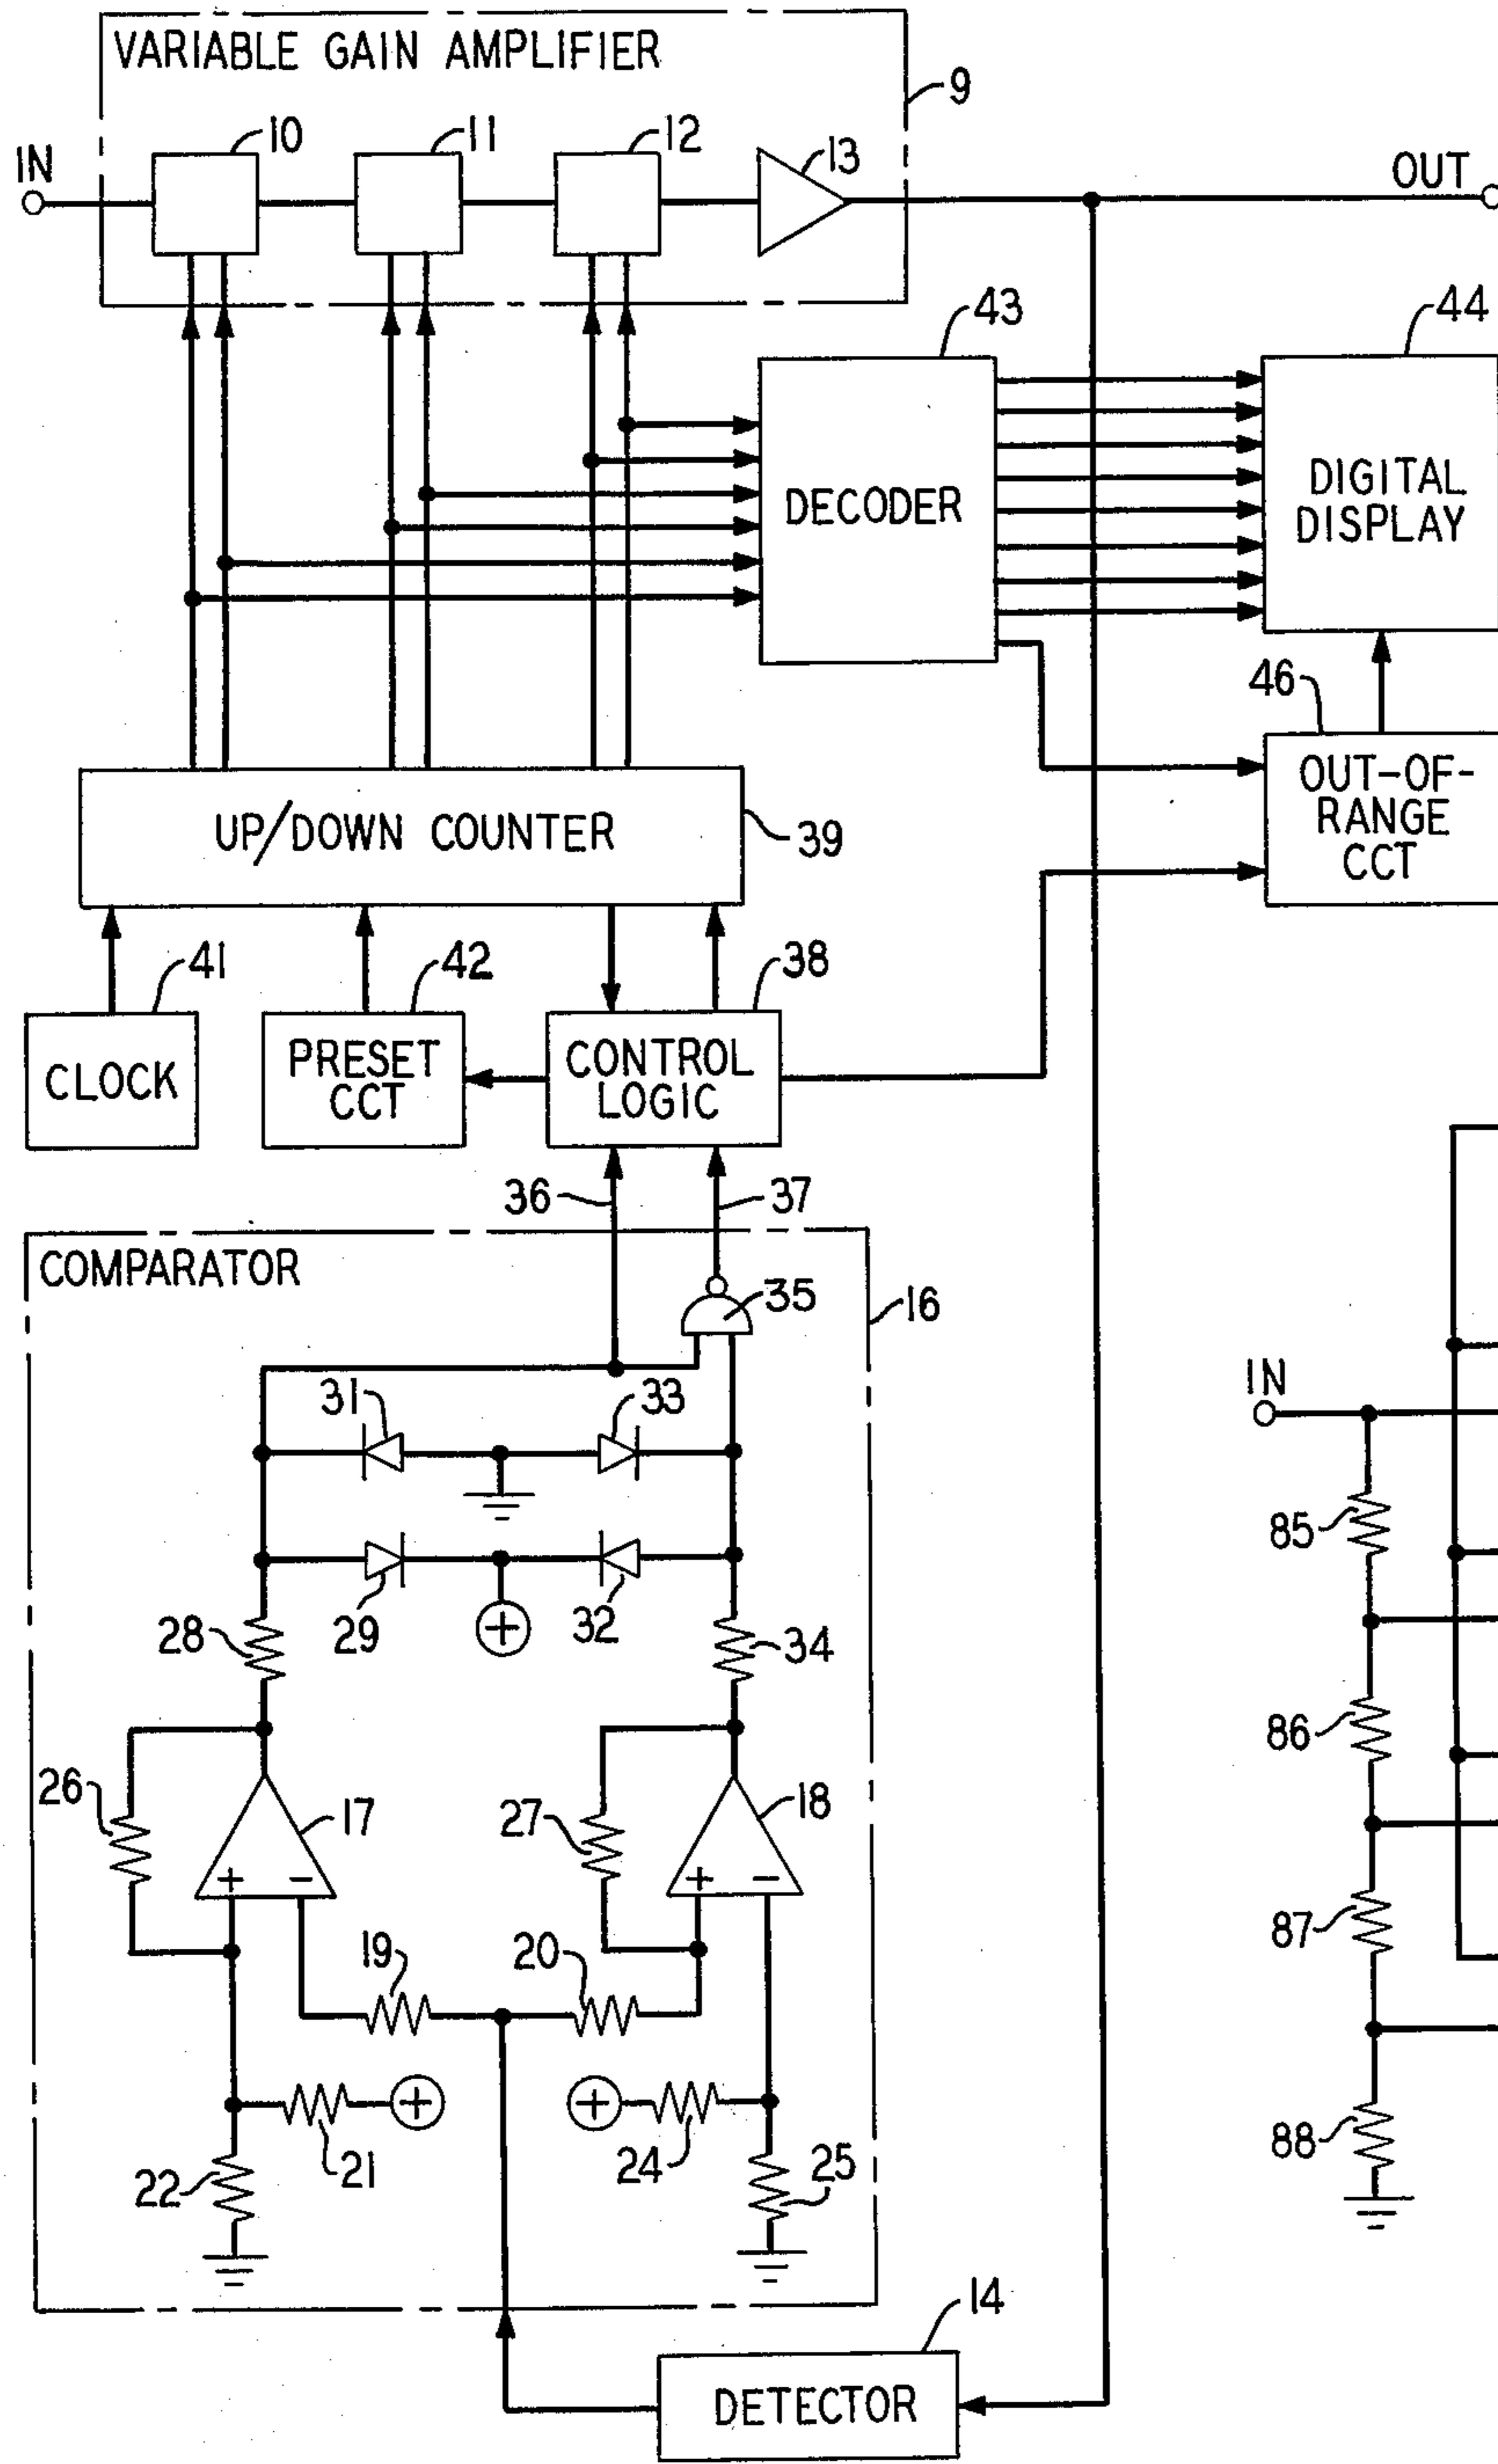 VARIABLE GAIN AMPLIFIER
9
IN
10
11
12
13
OUT
43
44
DECODER
DIGITAL
DISPLAY
46
UP/DOWN COUNTER
39
OUT-OF-
RANGE
CCT
41
42
38
CLOCK
PRESET
CCT
CONTROL
LOGIC
36
37
COMPARATOR
35
16
31
33
IN
85
28
29
32
34
86
26
17
27
18
+
−
+
−
87
19
20
22
21
24
25
88
14
DETECTOR